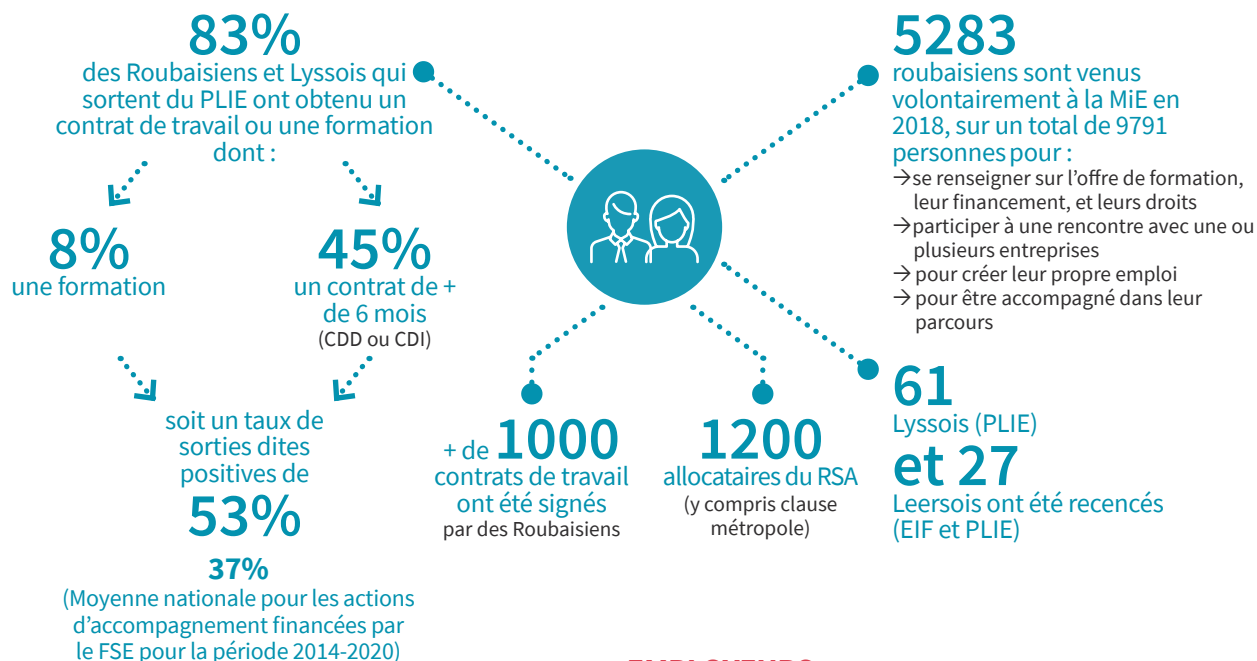 83%
des Roubaisiens et Lyssois qui
sortent du PLIE ont obtenu un
contrat de travail ou une formation
dont :
8%
une formation
45%
un contrat de +
de 6 mois
(CDD ou CDI)
soit un taux de
sorties dites
positives de
53%
37%
(Moyenne nationale pour les actions
d’accompagnement financées par
le FSE pour la période 2014-2020)
+ de 1000
contrats de travail
ont été signés
par des Roubaisiens
1200
allocataires du RSA
(y compris clause
métropole)
5283
roubaisiens sont venus
volontairement à la MiE en
2018, sur un total de 9791
personnes pour :
→se renseigner sur l’offre de formation,
leur financement, et leurs droits
→participer à une rencontre avec une ou
plusieurs entreprises
→ pour créer leur propre emploi
→ pour être accompagné dans leur
parcours
61
Lyssois (PLIE)
et 27
Leersois ont été recencés
(EIF et PLIE)